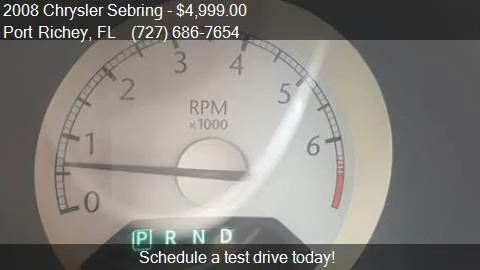 2008 Chrysler Sebring - $4,999.00
Port Richey, FL (727) 686-7654
0
1
2
3
4
5
6
RPM
×1000
P R N D
Schedule a test drive today!